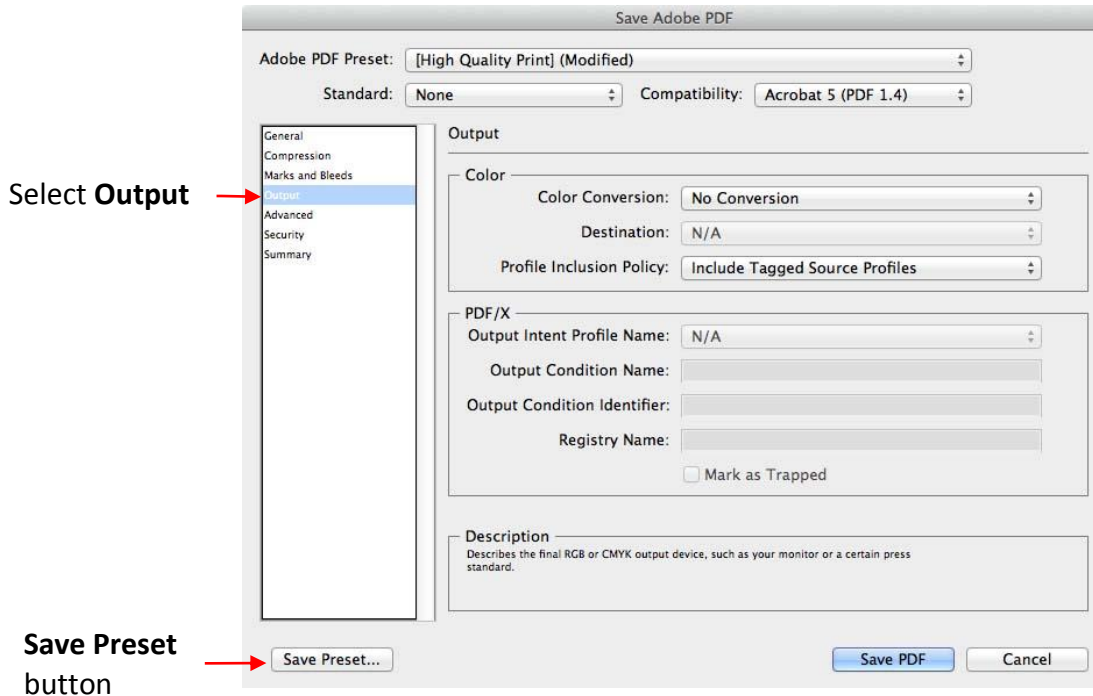 Save Adobe PDF
Adobe PDF Preset: [High Quality Print] (Modified)
Standard: None Compatibility: Acrobat 5 (PDF 1.4)
General
Compression
Marks and Bleeds
Output
Advanced
Security
Summary
Select Output
Output
Color
Color Conversion: No Conversion
Destination: N/A
Profile Inclusion Policy: Include Tagged Source Profiles
PDF/X
Output Intent Profile Name: N/A
Output Condition Name:
Output Condition Identifier:
Registry Name:
Mark as Trapped
Description
Describes the final RGB or CMYK output device, such as your monitor or a certain press
standard.
Save Preset
button
Save Preset... Save PDF Cancel